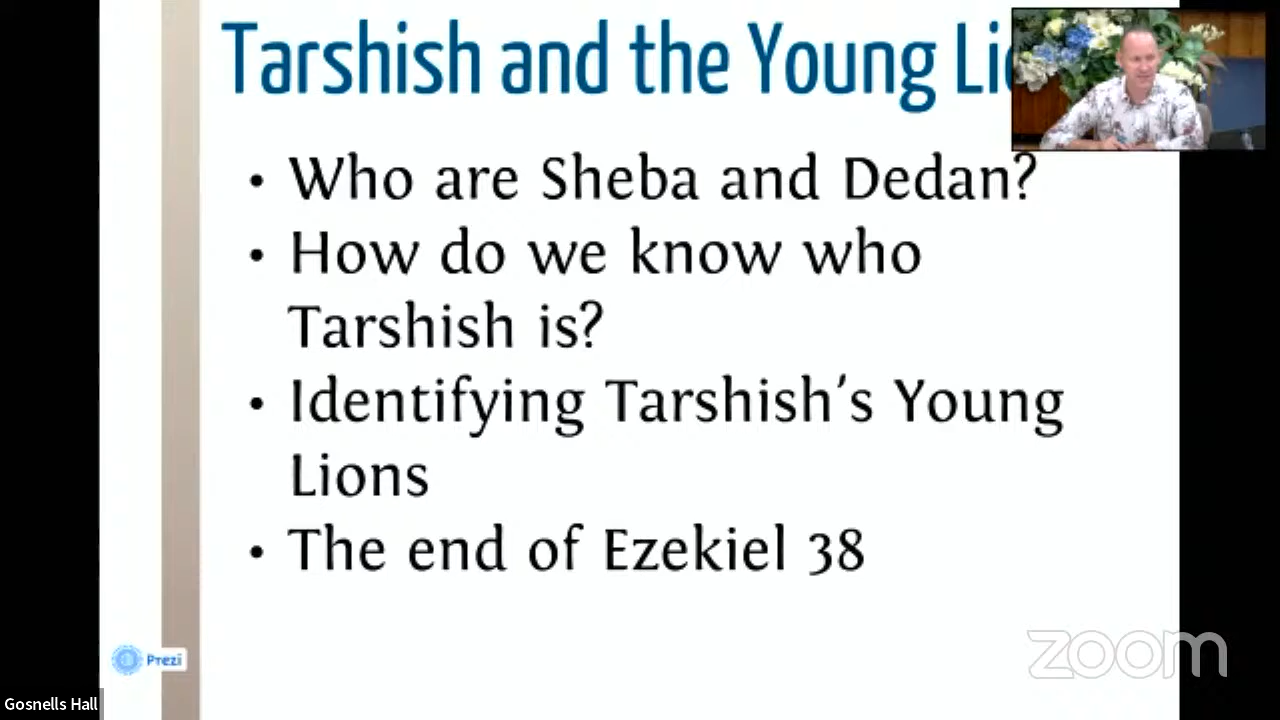 Tarshish and the Young Li
• Who are Sheba and Dedan?
• How do we know who
Tarshish is?
• Identifying Tarshish's Young
Lions
• The end of Ezekiel 38
Prezi
zoom
Gosnells Hall